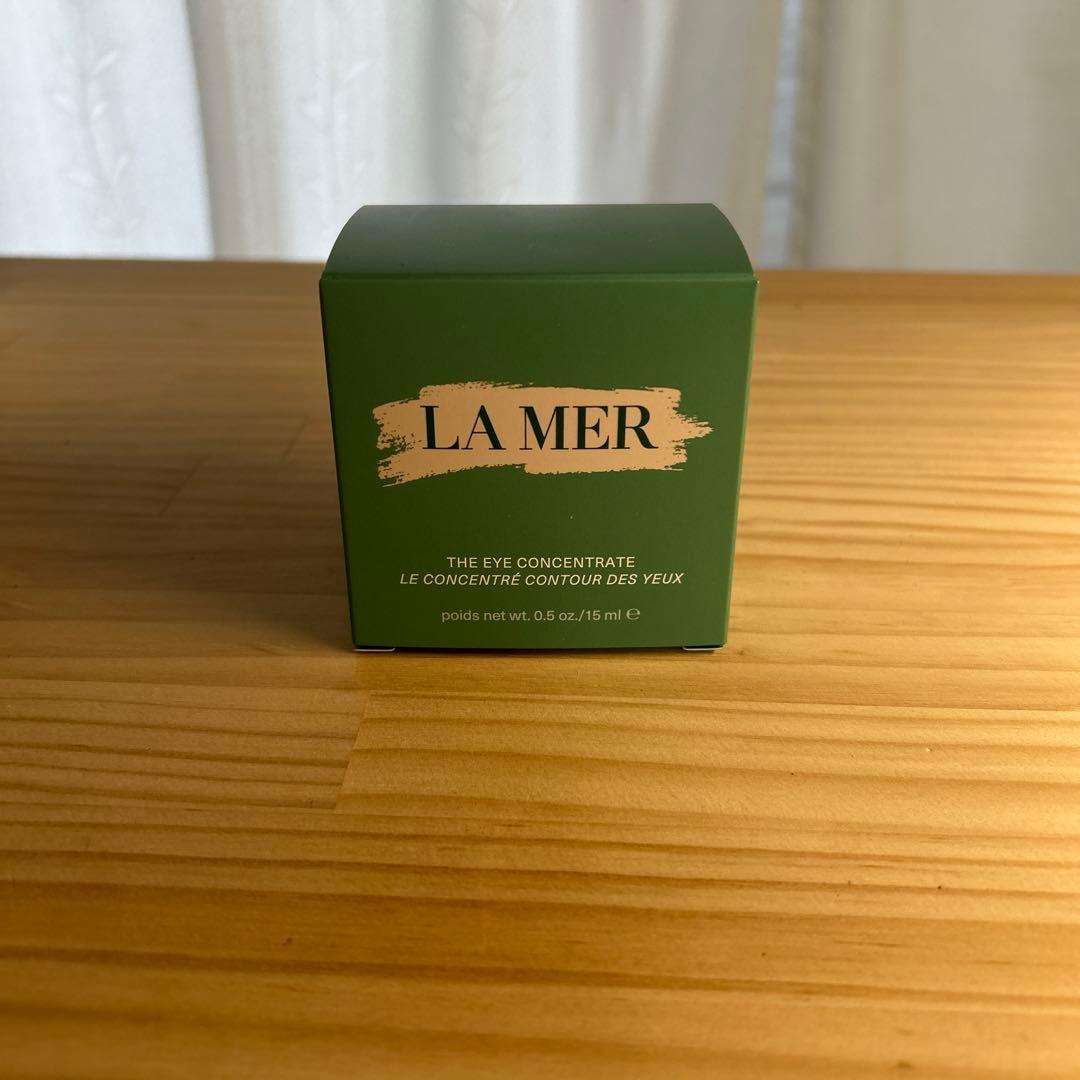 LA MER
THE EYE CONCENTRATE
LE CONCENTRÉ CONTOUR DES YEUX
poids net wt. 0.5 oz./15 ml ℮